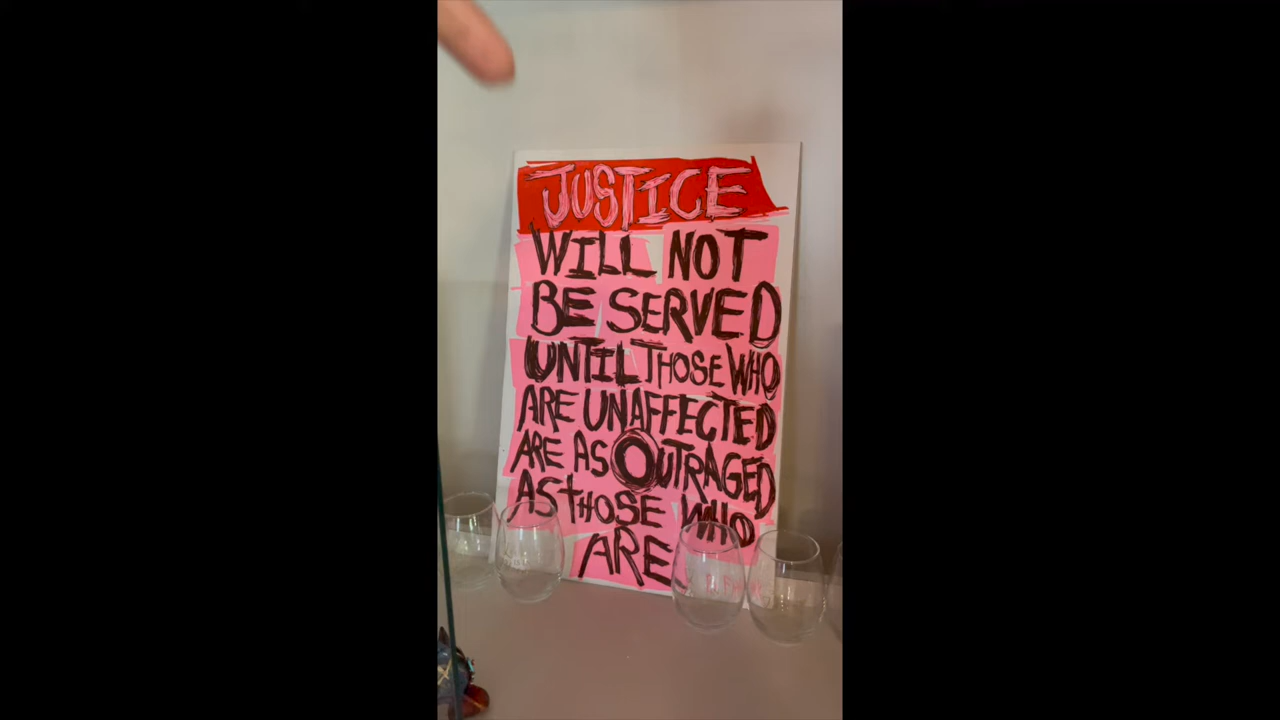 JUSTICE
WILL NOT
BE SERVED
UNTIL THOSE WHO
ARE UNAFFECTED
ARE AS OUTRAGED
AS THOSE WHO
ARE